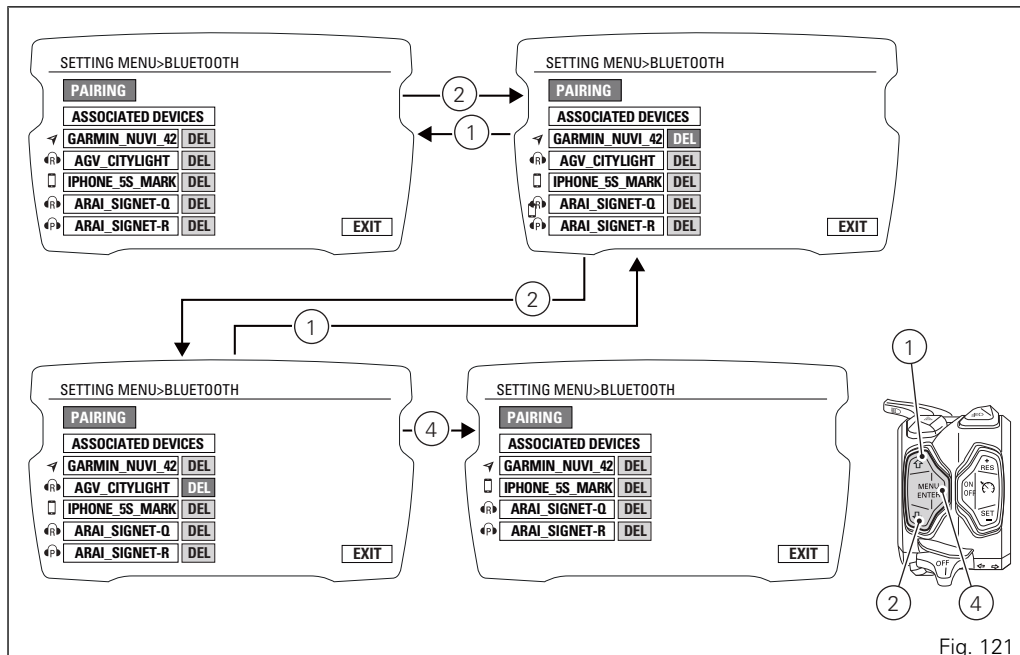 SETTING MENU>BLUETOOTH
PAIRING
ASSOCIATED DEVICES
GARMIN_NUVI_42 DEL
R AGV_CITYLIGHT DEL
IPHONE_5S_MARK DEL
R ARAI_SIGNET-Q DEL
P ARAI_SIGNET-R DEL
EXIT
2
1
SETTING MENU>BLUETOOTH
PAIRING
ASSOCIATED DEVICES
GARMIN_NUVI_42 DEL
R AGV_CITYLIGHT DEL
IPHONE_5S_MARK DEL
R ARAI_SIGNET-Q DEL
P ARAI_SIGNET-R DEL
EXIT
2
1
SETTING MENU>BLUETOOTH
PAIRING
ASSOCIATED DEVICES
GARMIN_NUVI_42 DEL
R AGV_CITYLIGHT DEL
IPHONE_5S_MARK DEL
R ARAI_SIGNET-Q DEL
P ARAI_SIGNET-R DEL
EXIT
4
SETTING MENU>BLUETOOTH
PAIRING
ASSOCIATED DEVICES
GARMIN_NUVI_42 DEL
IPHONE_5S_MARK DEL
R ARAI_SIGNET-Q DEL
P ARAI_SIGNET-R DEL
EXIT
1
MENU
ENTER
+
RES
ON
OFF
SET
-
OFF
2
4
Fig. 121